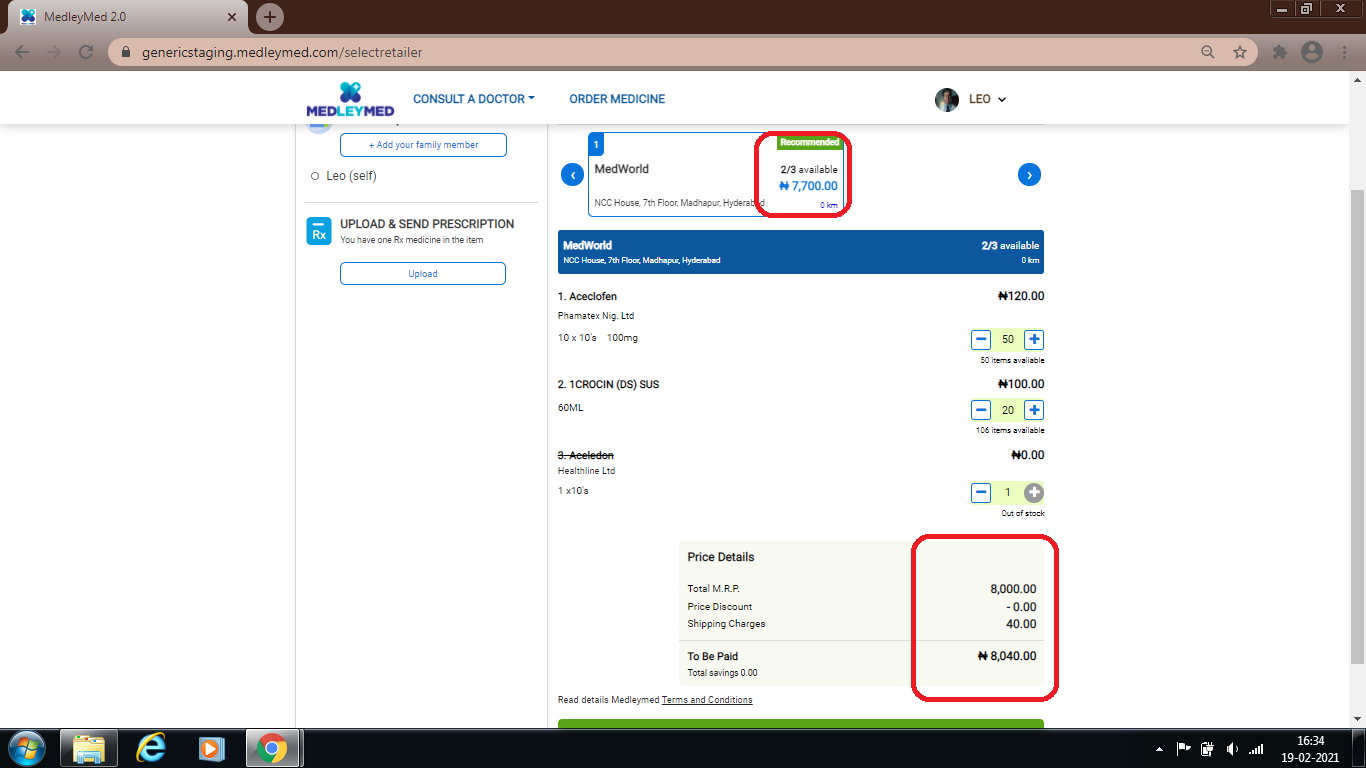 MedleyMed 2.0
genericstaging.medleymed.com/selectretailer
MEDLEYMED
CONSULT A DOCTOR
ORDER MEDICINE
LEO
+ Add your family member
Leo (self)
Rx
UPLOAD & SEND PRESCRIPTION
You have one Rx medicine in the item
Upload
1
Recommended
MedWorld
2/3 available
₦ 7,700.00
NCC House, 7th Floor, Madhapur, Hyderabad
0 km
MedWorld
2/3 available
NCC House, 7th Floor, Madhapur, Hyderabad
0 km
1. Aceclofen
₦120.00
Phamatex Nig. Ltd
10 x 10's 100mg
50
50 items available
2. 1CROCIN (DS) SUS
₦100.00
60ML
20
106 items available
3. Aceledon
₦0.00
Healthline Ltd
1 x10's
1
Out of stock
Price Details
Total M.R.P.
8,000.00
Price Discount
- 0.00
Shipping Charges
40.00
To Be Paid
₦ 8,040.00
Total savings 0.00
Read details Medleymed Terms and Conditions
16:34
19-02-2021